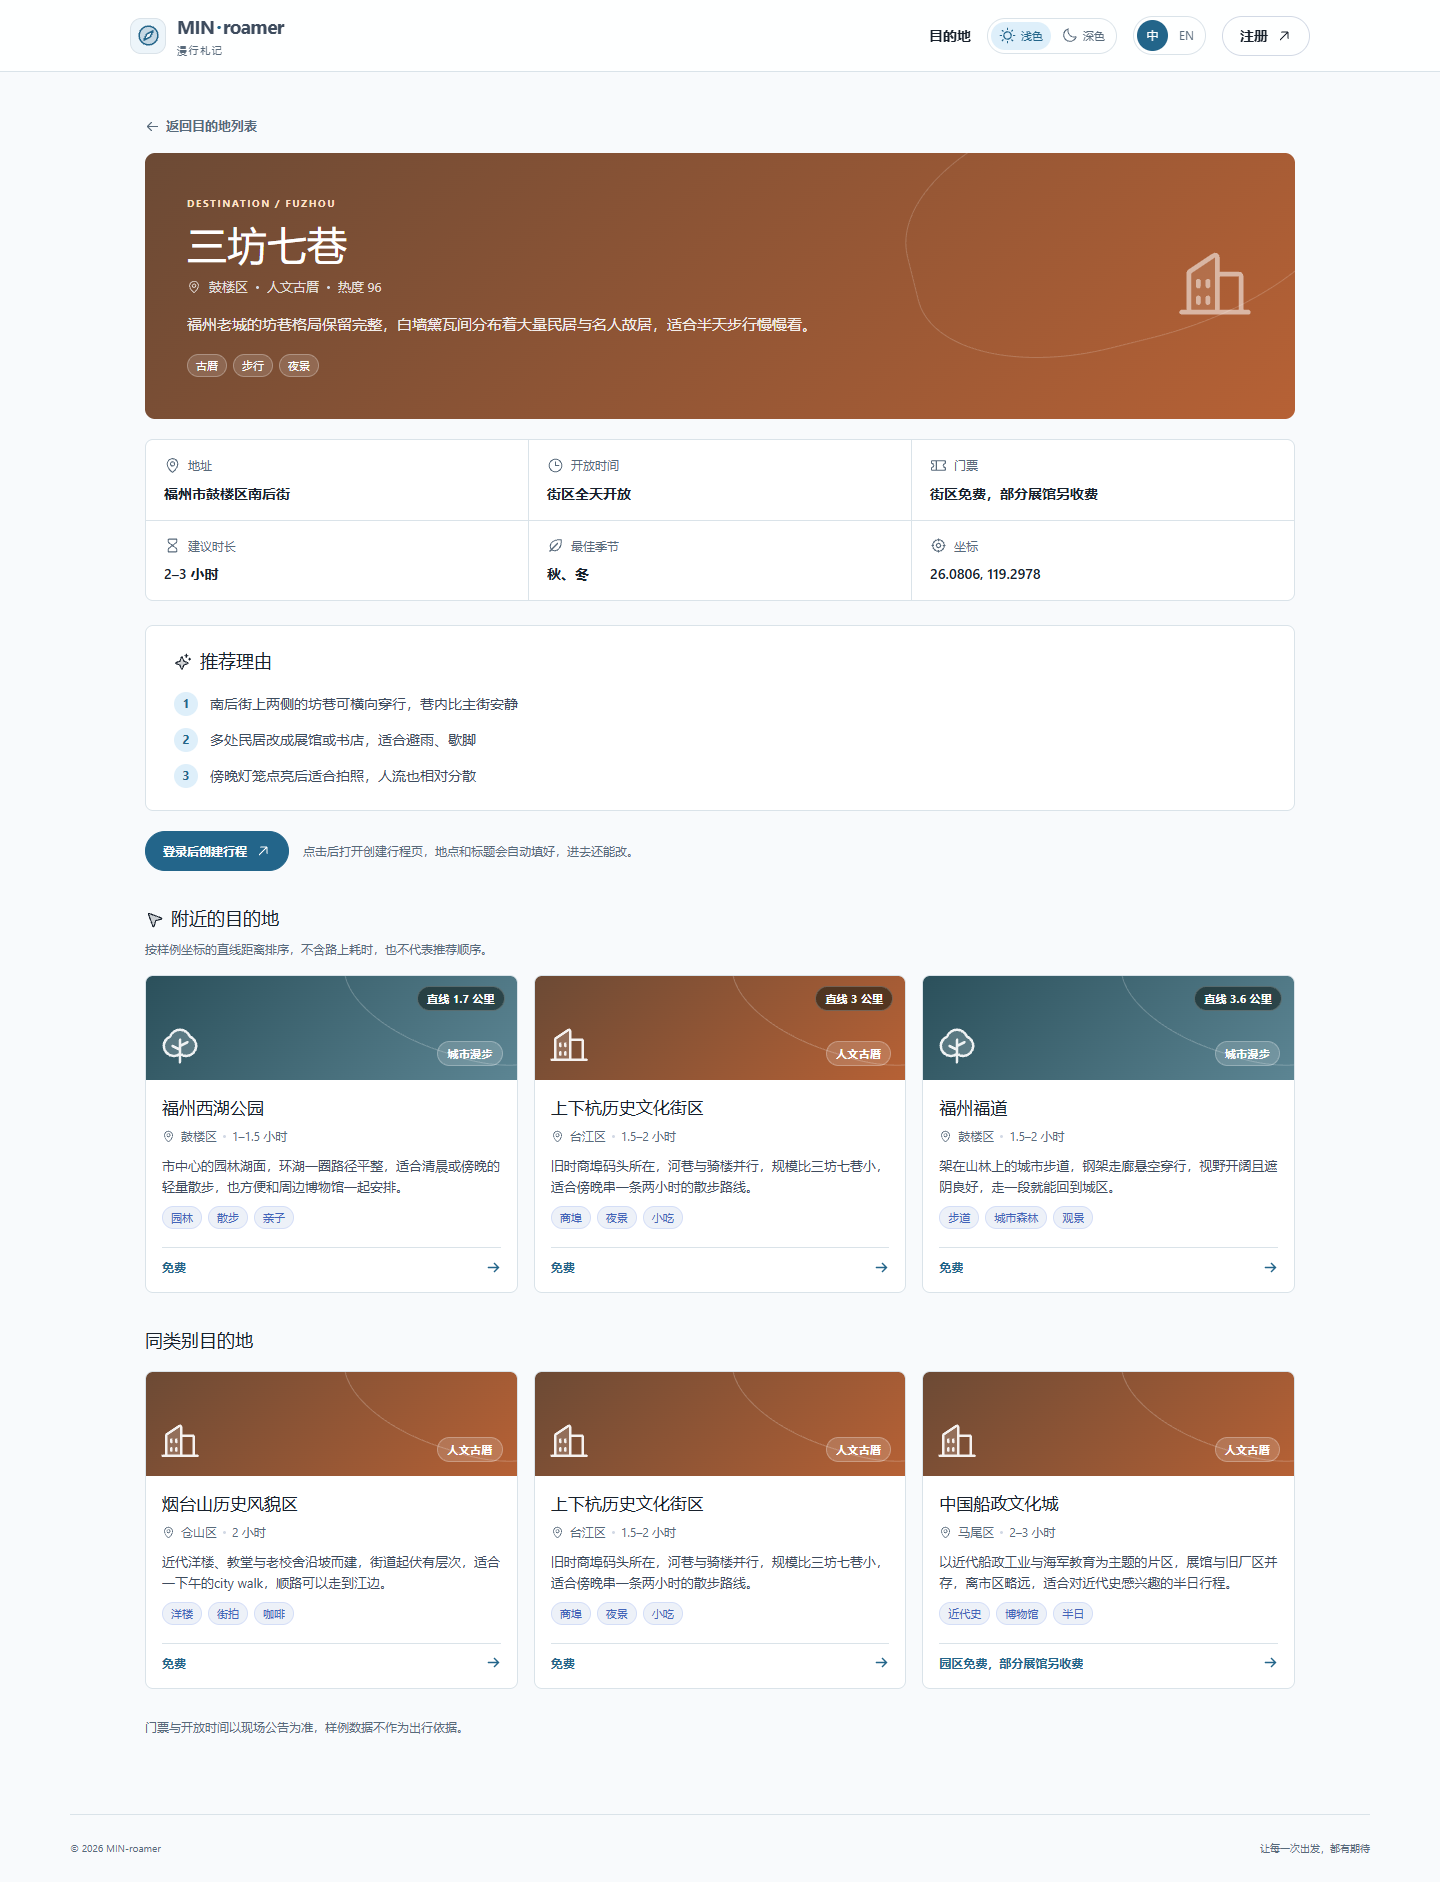 MIN·roamer
漫行札记
目的地
浅色
深色
中
EN
注册
返回目的地列表
DESTINATION / FUZHOU
三坊七巷
鼓楼区 • 人文古厝 • 热度 96
福州老城的坊巷格局保留完整，白墙黛瓦间分布着大量民居与名人故居，适合半天步行慢慢看。
古厝
步行
夜景
地址
福州市鼓楼区南后街
开放时间
街区全天开放
门票
街区免费，部分展馆另收费
建议时长
2–3 小时
最佳季节
秋、冬
坐标
26.0806, 119.2978
推荐理由
1 南后街上两侧的坊巷可横向穿行，巷内比主街安静
2 多处民居改成展馆或书店，适合避雨、歇脚
3 傍晚灯笼点亮后适合拍照，人流也相对分散
登录后创建行程
点击后打开创建行程页，地点和标题会自动填好，进去还能改。
附近的目的地
按样例坐标的直线距离排序，不含路上耗时，也不代表推荐顺序。
直线 1.7 公里
城市漫步
福州西湖公园
鼓楼区 • 1–1.5 小时
市中心的园林湖面，环湖一圈路径平整，适合清晨或傍晚的
轻量散步，也方便和周边博物馆一起安排。
园林
散步
亲子
免费
直线 3 公里
人文古厝
上下杭历史文化街区
台江区 • 1.5–2 小时
旧时商埠码头所在，河巷与骑楼并行，规模比三坊七巷小，
适合傍晚串一条两小时的散步路线。
商埠
夜景
小吃
免费
直线 3.6 公里
城市漫步
福州福道
鼓楼区 • 1.5–2 小时
架在山林上的城市步道，钢架走廊悬空穿行，视野开阔且遮
阴良好，走一段就能回到城区。
步道
城市森林
观景
免费
同类别目的地
人文古厝
烟台山历史风貌区
仓山区 • 2 小时
近代洋楼、教堂与老校舍沿坡而建，街道起伏有层次，适合
一下午的city walk，顺路可以走到江边。
洋楼
街拍
咖啡
免费
人文古厝
上下杭历史文化街区
台江区 • 1.5–2 小时
旧时商埠码头所在，河巷与骑楼并行，规模比三坊七巷小，
适合傍晚串一条两小时的散步路线。
商埠
夜景
小吃
免费
人文古厝
中国船政文化城
马尾区 • 2–3 小时
以近代船政工业与海军教育为主题的片区，展馆与旧厂区并
存，离市区略远，适合对近代史感兴趣的半日行程。
近代史
博物馆
半日
园区免费，部分展馆另收费
门票与开放时间以现场公告为准，样例数据不作为出行依据。
© 2026 MIN-roamer
让每一次出发，都有期待